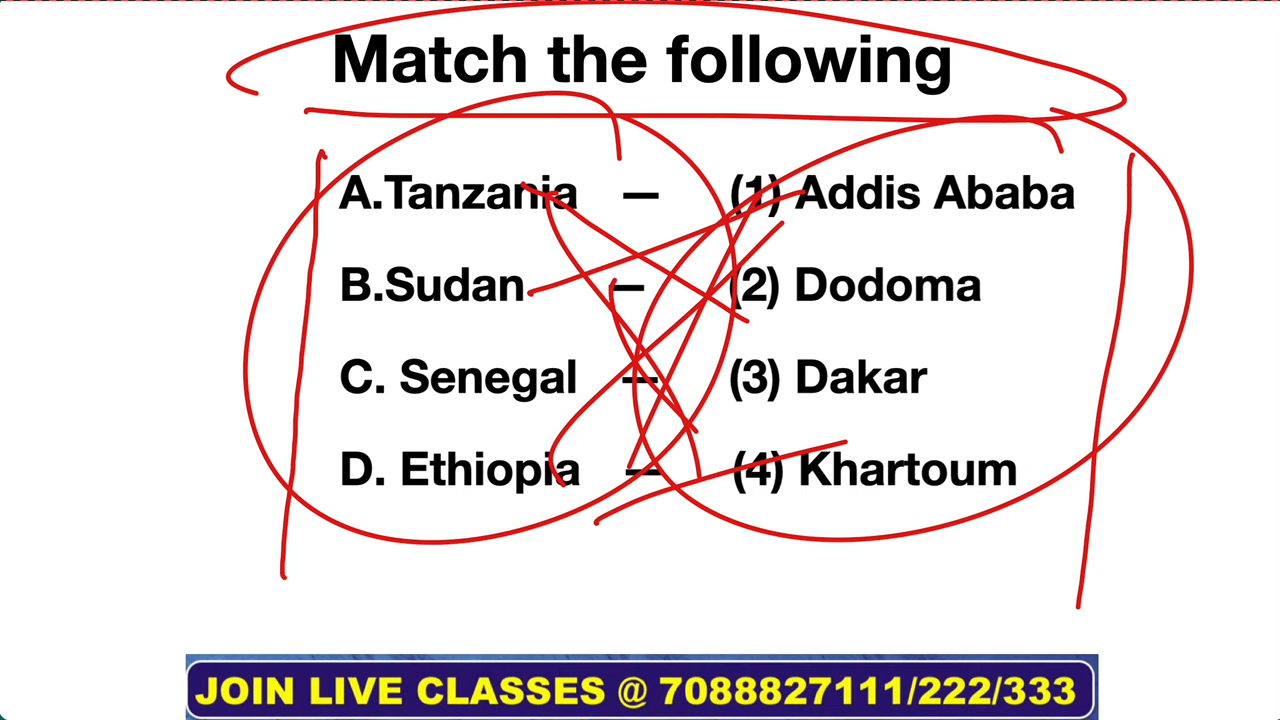 Match the following
A.Tanzania — (1) Addis Ababa
B.Sudan — (2) Dodoma
C. Senegal — (3) Dakar
D. Ethiopia — (4) Khartoum
JOIN LIVE CLASSES @ 7088827111/222/333